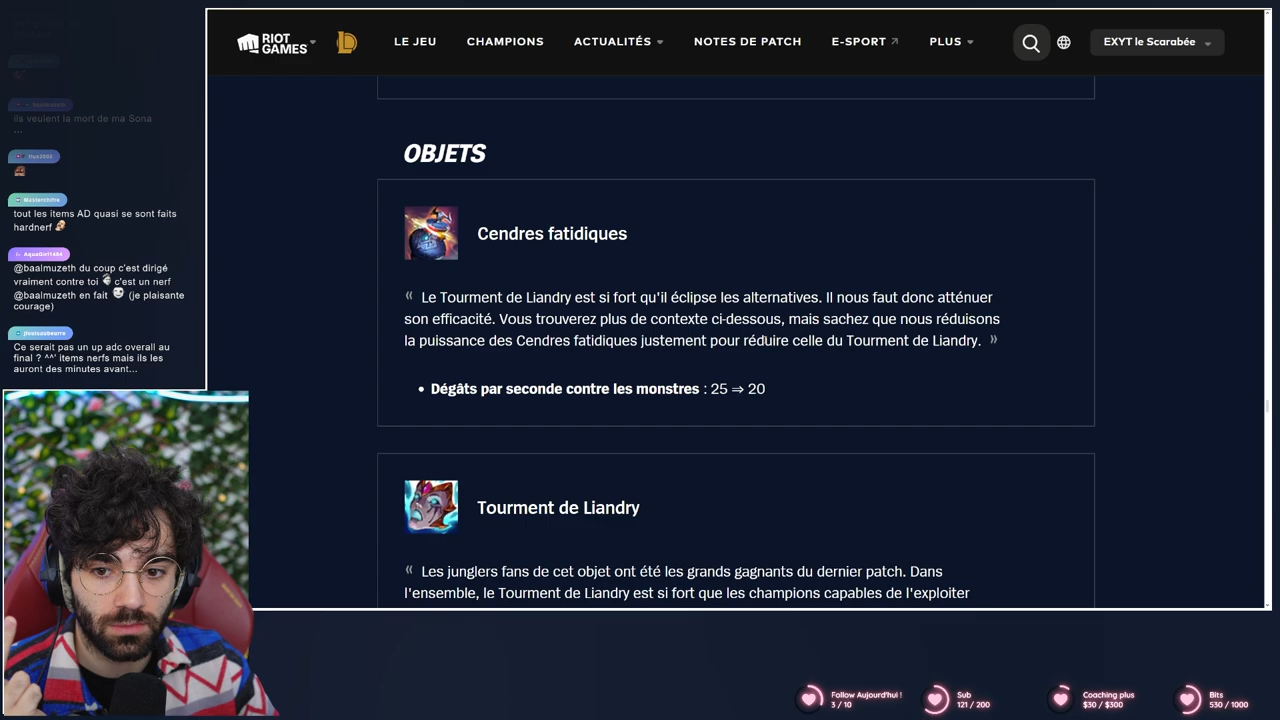 RIOT GAMES
LE JEU
CHAMPIONS
ACTUALITÉS
NOTES DE PATCH
E-SPORT
PLUS
EXYT le Scarabée
ils veulent la mort de ma Sona
...
tout les items AD quasi se sont faits
hardnerf
@baalmuzeth du coup c'est dirigé
vraiment contre toi c'est un nerf
@baalmuzeth en fait (je plaisante
courage)
Ce serait pas un up adc overall au
final ? ^^' items nerfs mais ils les
auront des minutes avant...
OBJETS
Cendres fatidiques
« Le Tourment de Liandry est si fort qu'il éclipse les alternatives. Il nous faut donc atténuer
son efficacité. Vous trouverez plus de contexte ci-dessous, mais sachez que nous réduisons
la puissance des Cendres fatidiques justement pour réduire celle du Tourment de Liandry. »
• Dégâts par seconde contre les monstres : 25 ⇒ 20
Tourment de Liandry
« Les junglers fans de cet objet ont été les grands gagnants du dernier patch. Dans
l'ensemble, le Tourment de Liandry est si fort que les champions capables de l'exploiter
Follow Aujourd'hui !
3 / 10
Sub
121 / 200
Coaching plus
$30 / $300
Bits
530 / 1000